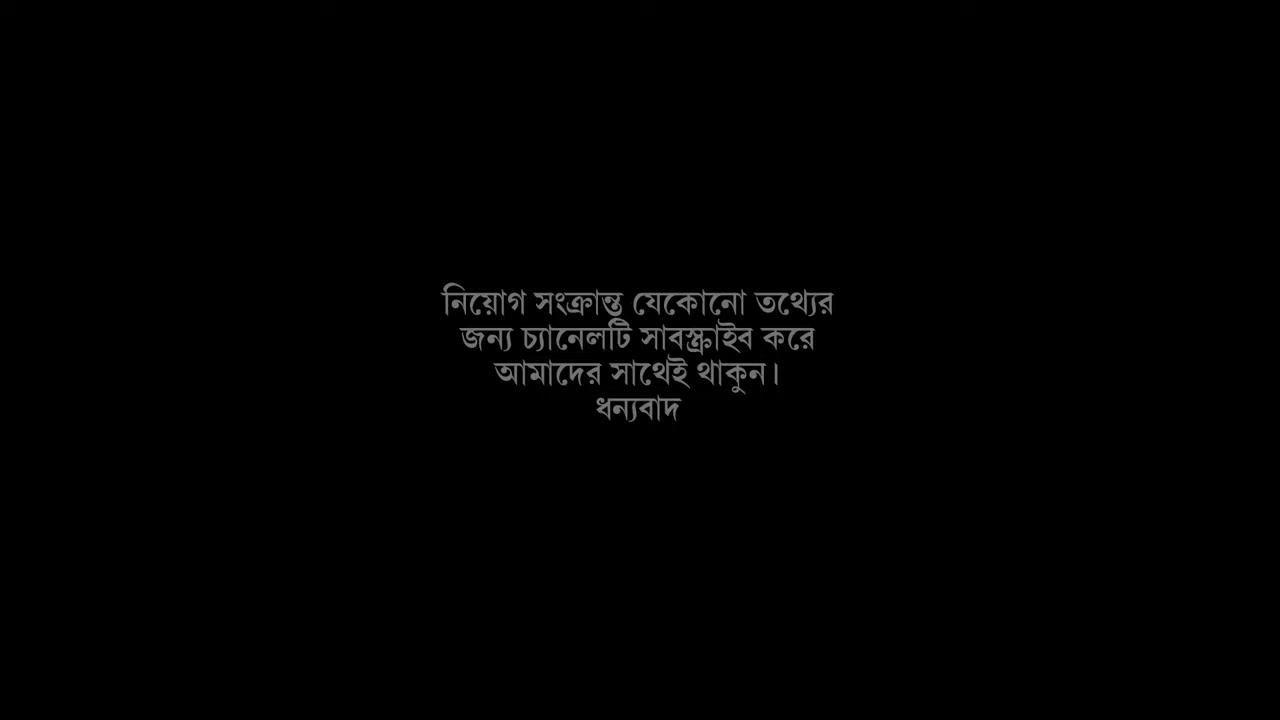 নিয়োগ সংক্রান্ত যেকোনো তথ্যের
জন্য চ্যানেলটি সাবস্ক্রাইব করে
আমাদের সাথেই থাকুন।
ধন্যবাদ